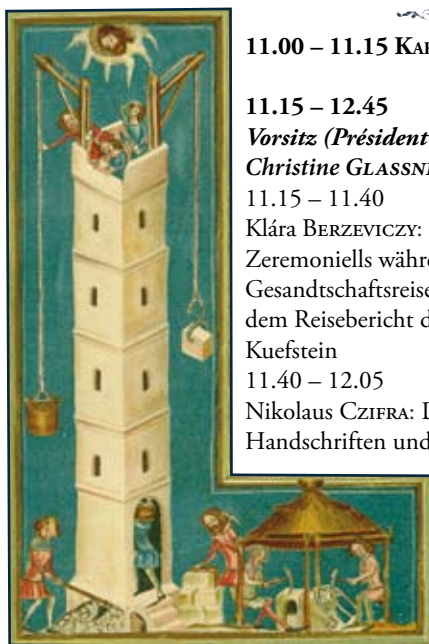 11.00 – 11.15
11.15 – 12.45
Vorsitz (Président
Christine GLASSN
11.15 – 11.40
Klára BERZEVICZY:
Zeremoniells währe
Gesandtschaftsreise
dem Reisebericht d
Kuefstein
11.40 – 12.05
Nikolaus CZIFRA:
Handschriften und